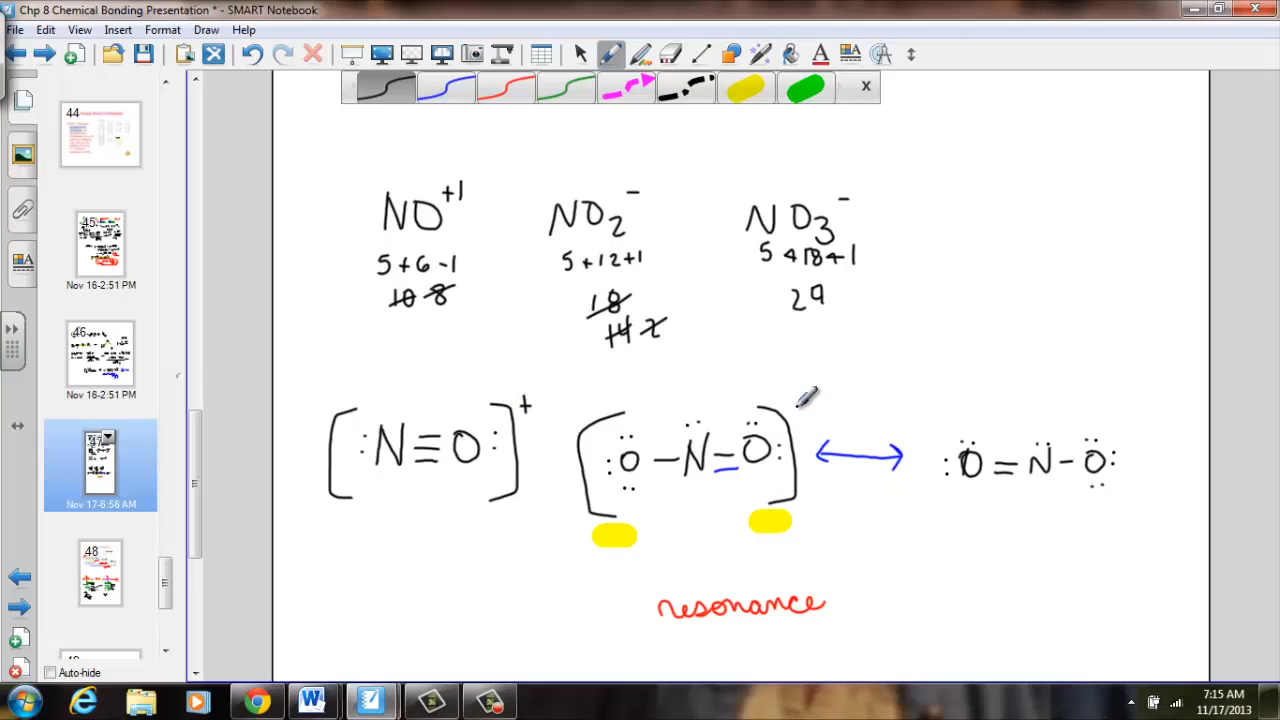 Chp 8 Chemical Bonding Presentation * - SMART Notebook
File Edit View Insert Format Draw Help
x
44
45
Nov 16-2:51 PM
46
Nov 16-2:51 PM
Nov 17-6:56 AM
48
Auto-hide
NO+1 NO2− NO3−
5+6-1 5+12+1 5+18+1
10 8 18 29
14 2
[:N≡O:]+ [:Ö̤–N̈=Ö:] ↔ :Ö=N̈–Ö̤:
resonance
7:15 AM
11/17/2013